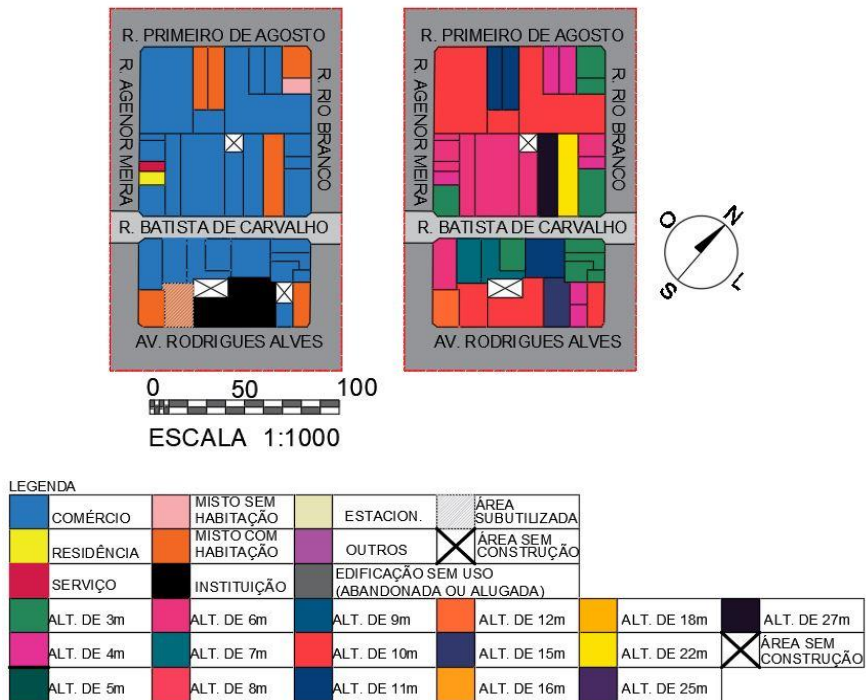 R. PRIMEIRO DE AGOSTO
R. AGENOR MEIRA
R. RIO BRANCO
R. BATISTA DE CARVALHO
AV. RODRIGUES ALVES
R. PRIMEIRO DE AGOSTO
R. AGENOR MEIRA
R. RIO BRANCO
R. BATISTA DE CARVALHO
AV. RODRIGUES ALVES
O N
S L
0 50 100
ESCALA 1:1000
LEGENDA
COMÉRCIO
MISTO SEM
HABITAÇÃO
ESTACION.
ÁREA
SUBUTILIZADA
RESIDÊNCIA
MISTO COM
HABITAÇÃO
OUTROS
ÁREA SEM
CONSTRUÇÃO
SERVIÇO
INSTITUIÇÃO
EDIFICAÇÃO SEM USO
(ABANDONADA OU ALUGADA)
ALT. DE 3m
ALT. DE 6m
ALT. DE 9m
ALT. DE 12m
ALT. DE 18m
ALT. DE 27m
ALT. DE 4m
ALT. DE 7m
ALT. DE 10m
ALT. DE 15m
ALT. DE 22m
ÁREA SEM
CONSTRUÇÃO
ALT. DE 5m
ALT. DE 8m
ALT. DE 11m
ALT. DE 16m
ALT. DE 25m